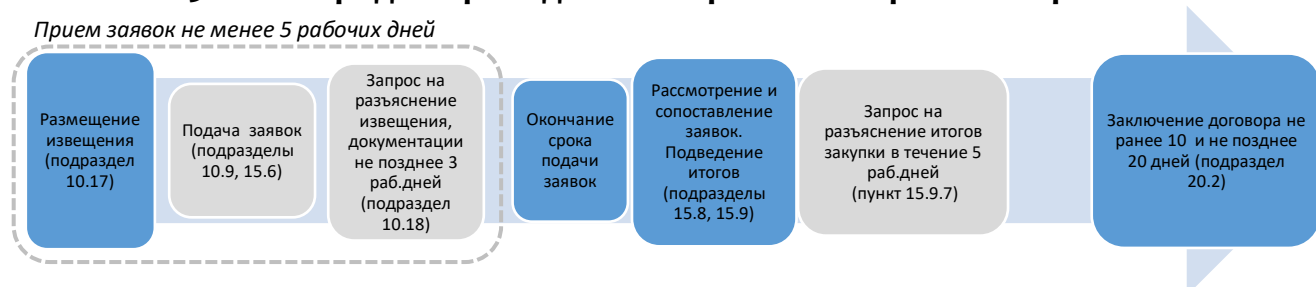 Прием заявок не менее 5 рабочих дней
Размещение
извещения
(подраздел
10.17)
Подача заявок
(подразделы
10.9, 15.6)
Запрос на
разъяснение
извещения,
документации
не позднее 3
раб.дней
(подраздел
10.18)
Окончание
срока
подачи
заявок
Рассмотрение и
сопоставление
заявок.
Подведение
итогов
(подразделы
15.8, 15.9)
Запрос на
разъяснение итогов
закупки в течение 5
раб.дней
(пункт 15.9.7)
Заключение договора не
ранее 10 и не позднее
20 дней (подраздел
20.2)